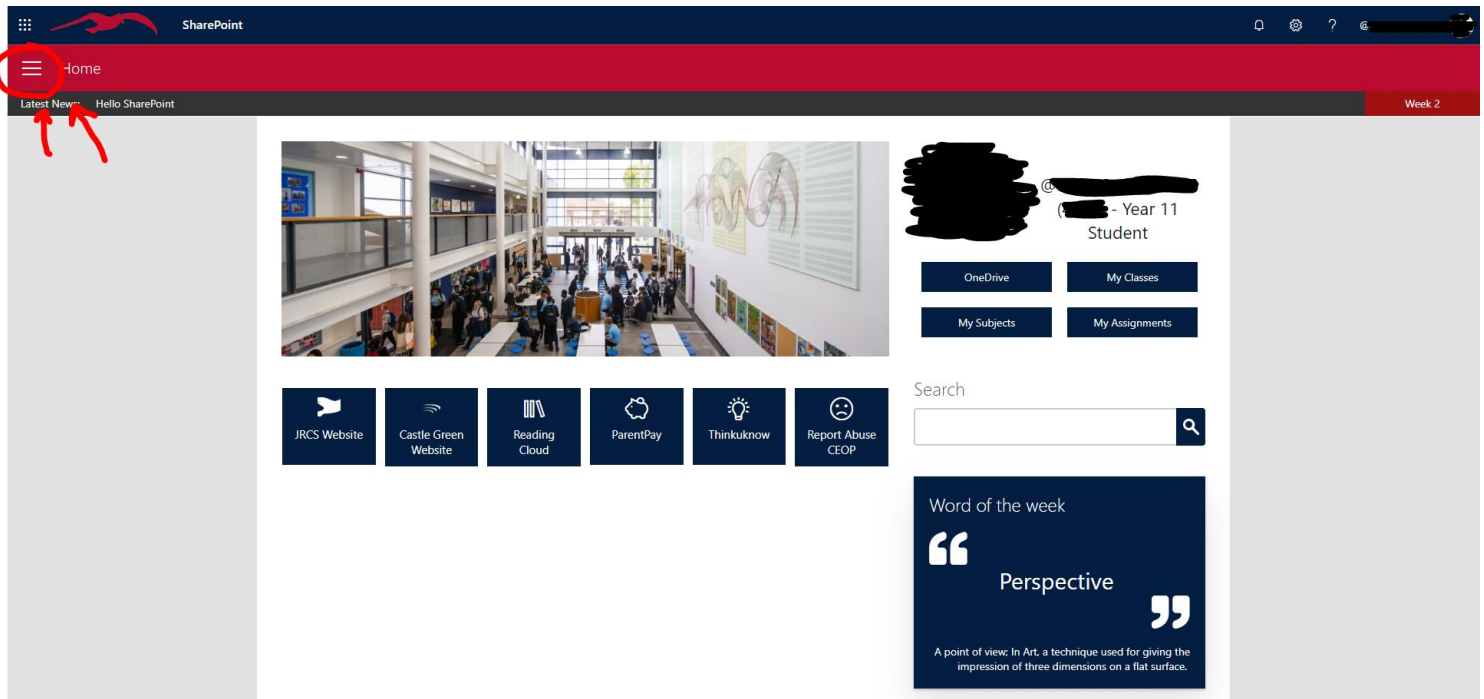 SharePoint
?
@
Home
Latest News: Hello SharePoint
Week 2
@
( - Year 11
Student
OneDrive
My Classes
My Subjects
My Assignments
JRCS Website
Castle Green
Website
Reading
Cloud
ParentPay
Thinkuknow
Report Abuse
CEOP
Search
Word of the week
“
Perspective
”
A point of view: In Art, a technique used for giving the
impression of three dimensions on a flat surface.